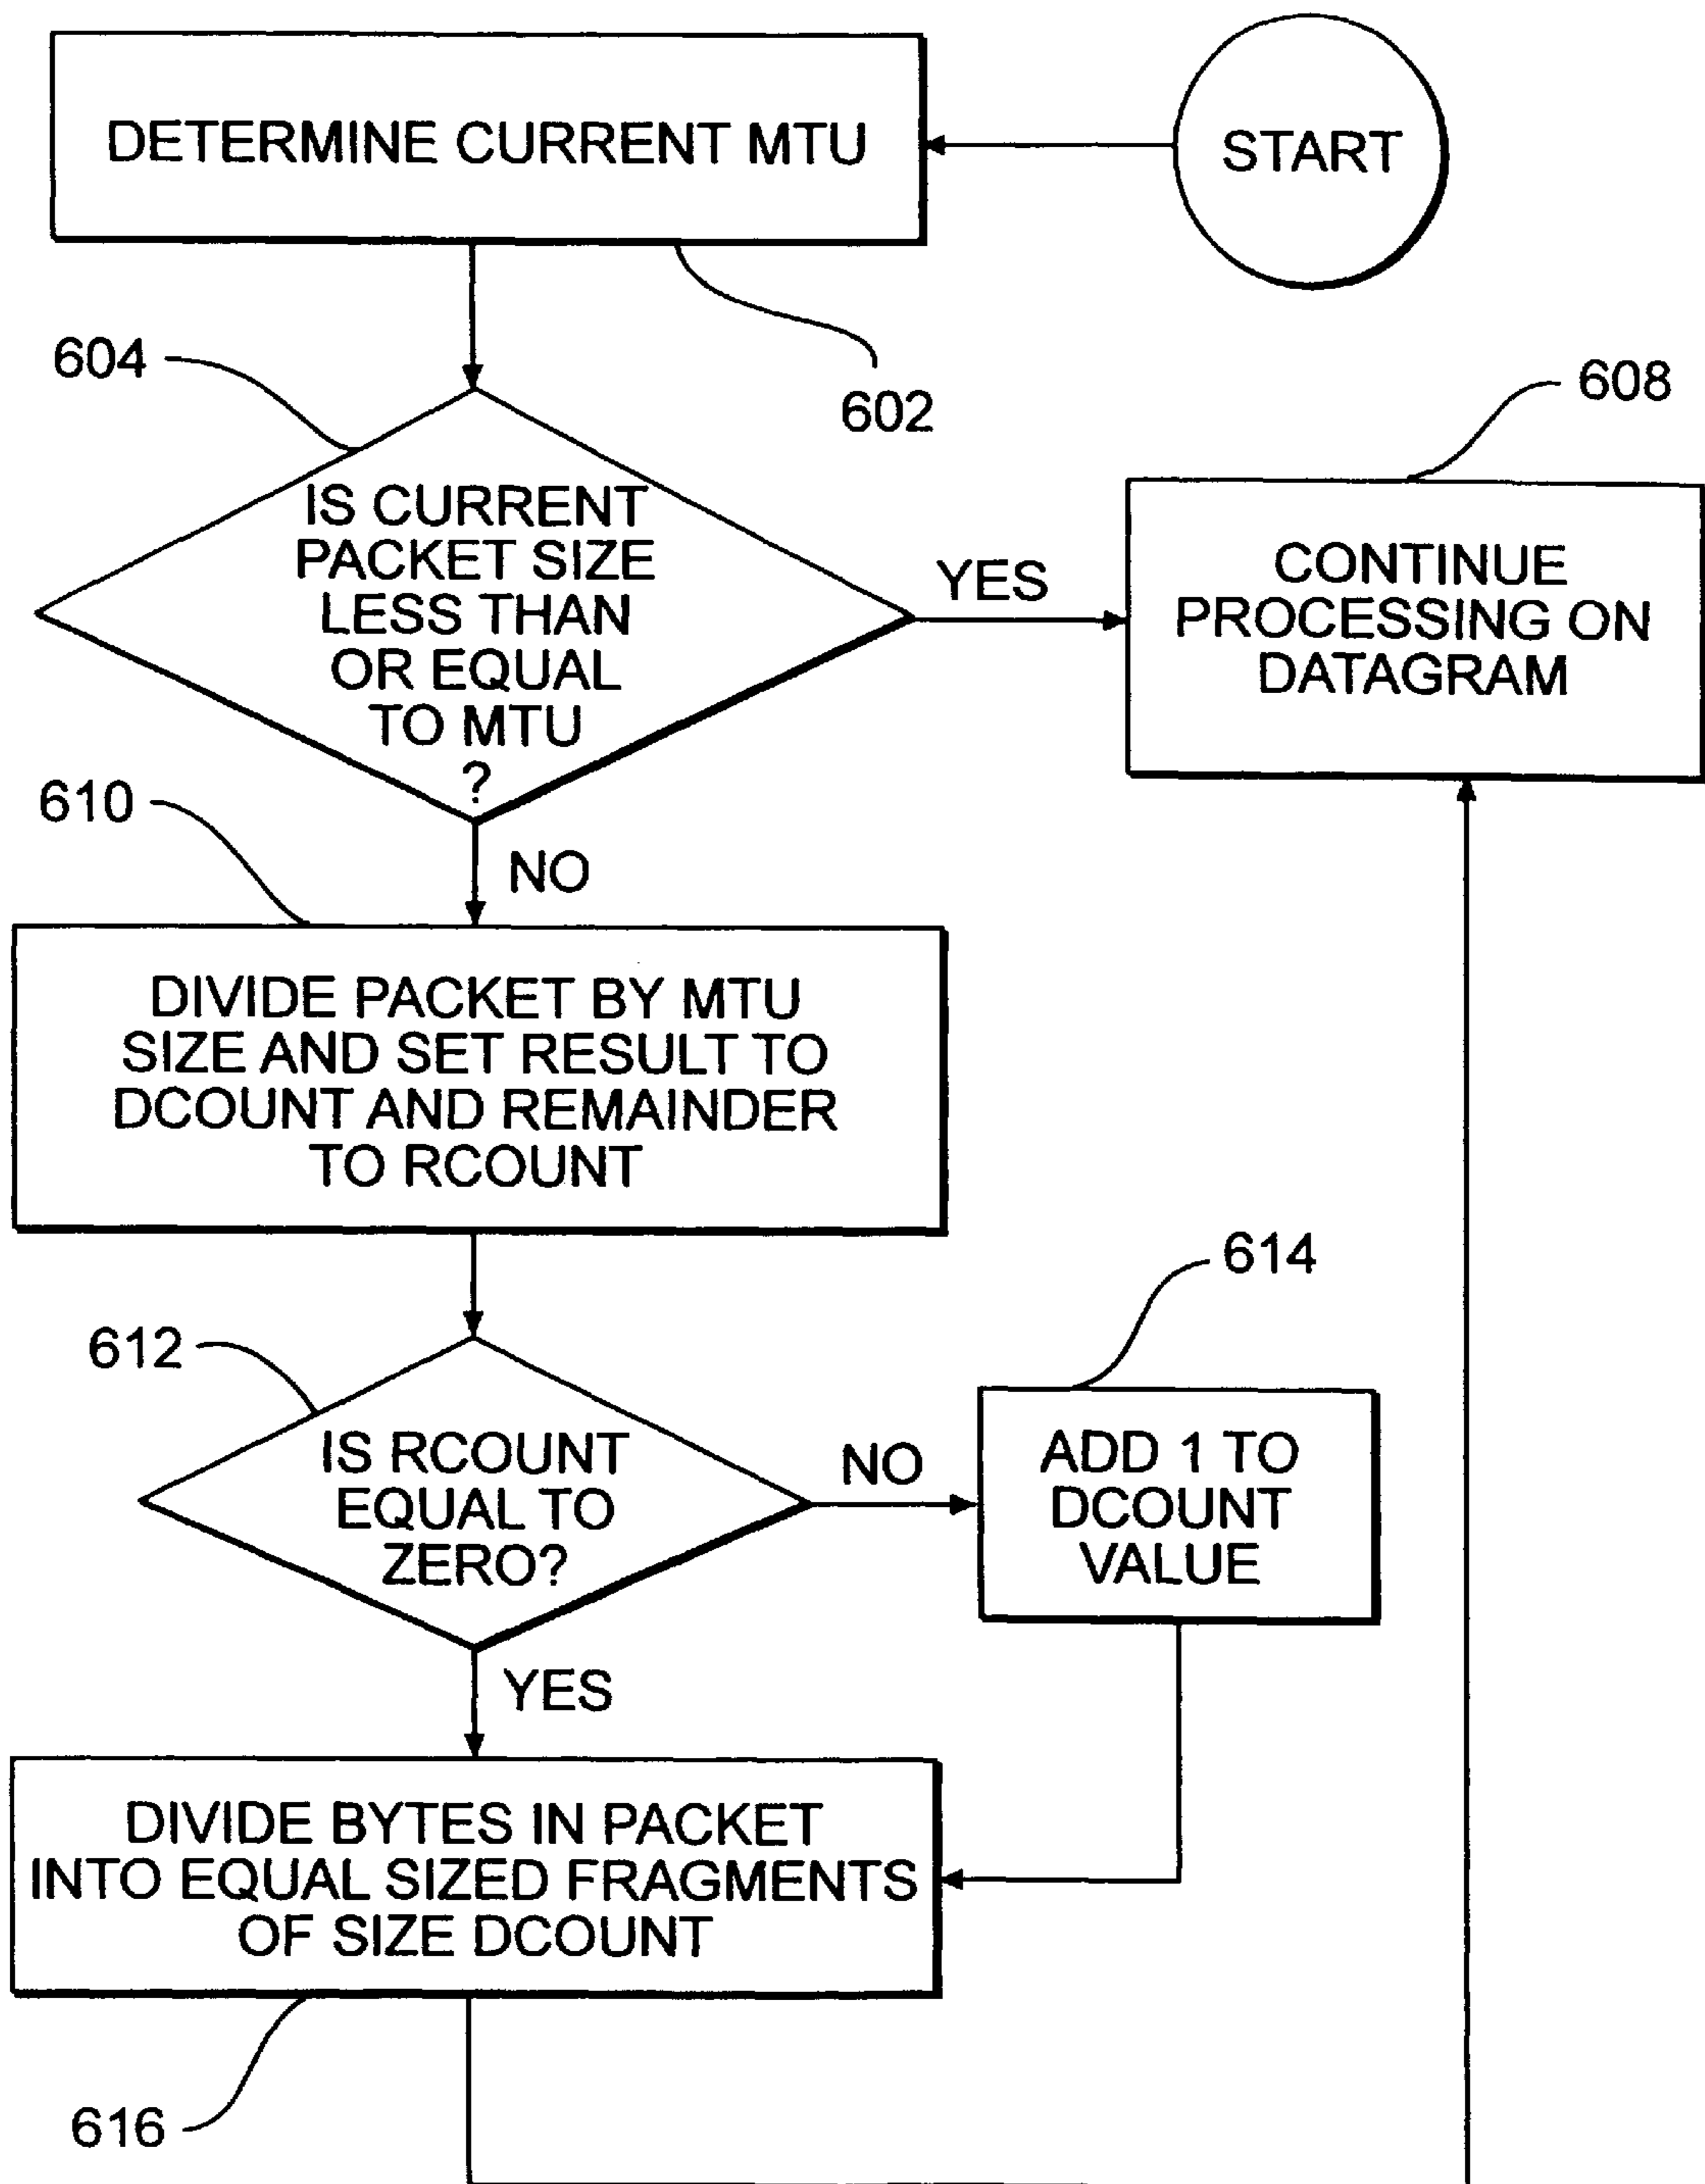 DETERMINE CURRENT MTU
START
602
604
IS CURRENT
PACKET SIZE
LESS THAN
OR EQUAL
TO MTU
?
YES
608
CONTINUE
PROCESSING ON
DATAGRAM
NO
610
DIVIDE PACKET BY MTU
SIZE AND SET RESULT TO
DCOUNT AND REMAINDER
TO RCOUNT
612
IS RCOUNT
EQUAL TO
ZERO?
NO
614
ADD 1 TO
DCOUNT
VALUE
YES
DIVIDE BYTES IN PACKET
INTO EQUAL SIZED FRAGMENTS
OF SIZE DCOUNT
616